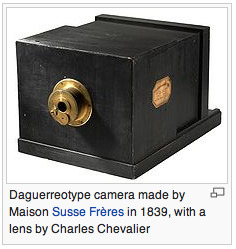 Daguerreotype camera made by
Maison Susse Frères in 1839, with a
lens by Charles Chevalier